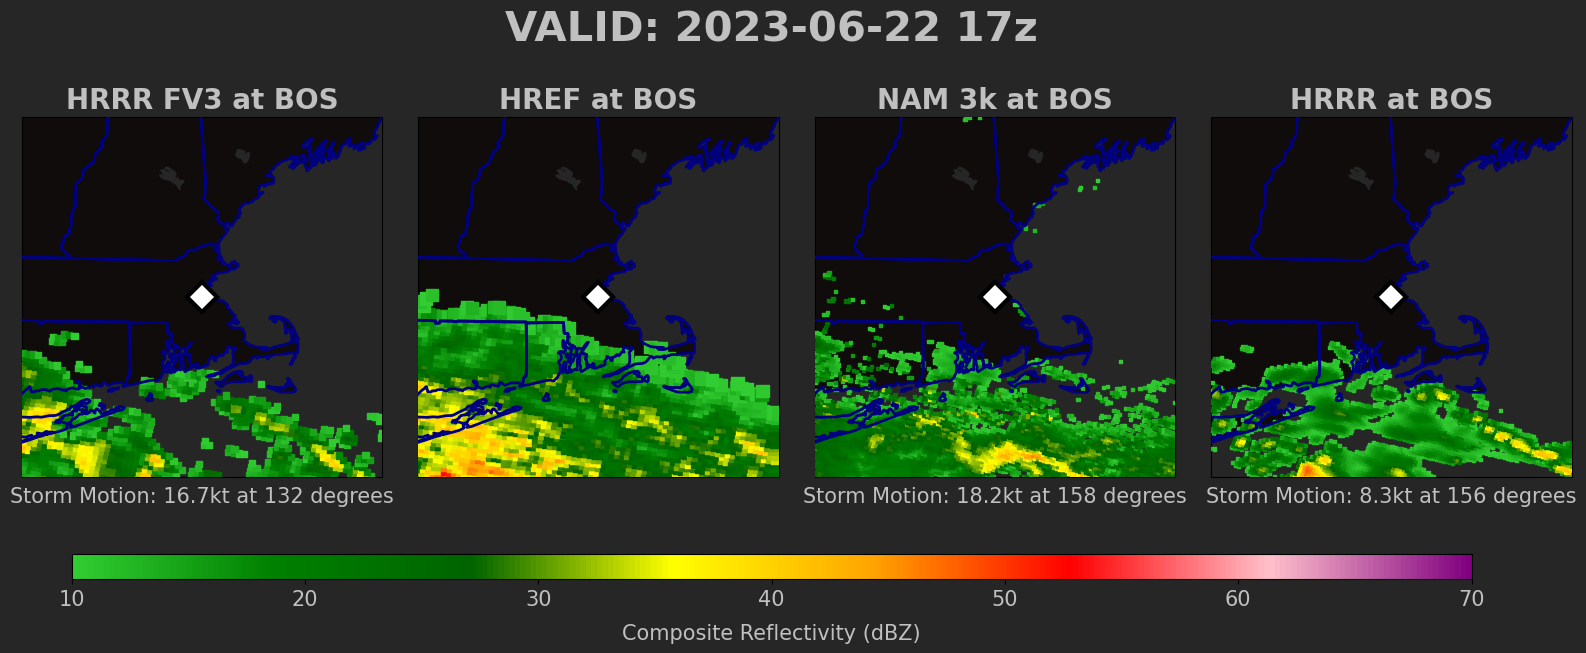 VALID: 2023-06-22 17z
HRRR FV3 at BOS
HREF at BOS
NAM 3k at BOS
HRRR at BOS
Storm Motion: 16.7kt at 132 degrees
Storm Motion: 18.2kt at 158 degrees
Storm Motion: 8.3kt at 156 degrees
10 20 30 40 50 60 70
Composite Reflectivity (dBZ)